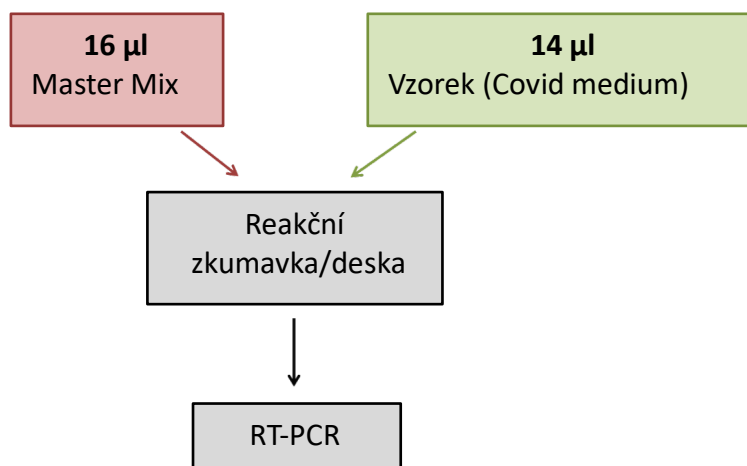 16 µl
Master Mix
14 µl
Vzorek (Covid medium)
Reakční
zkumavka/deska
RT-PCR